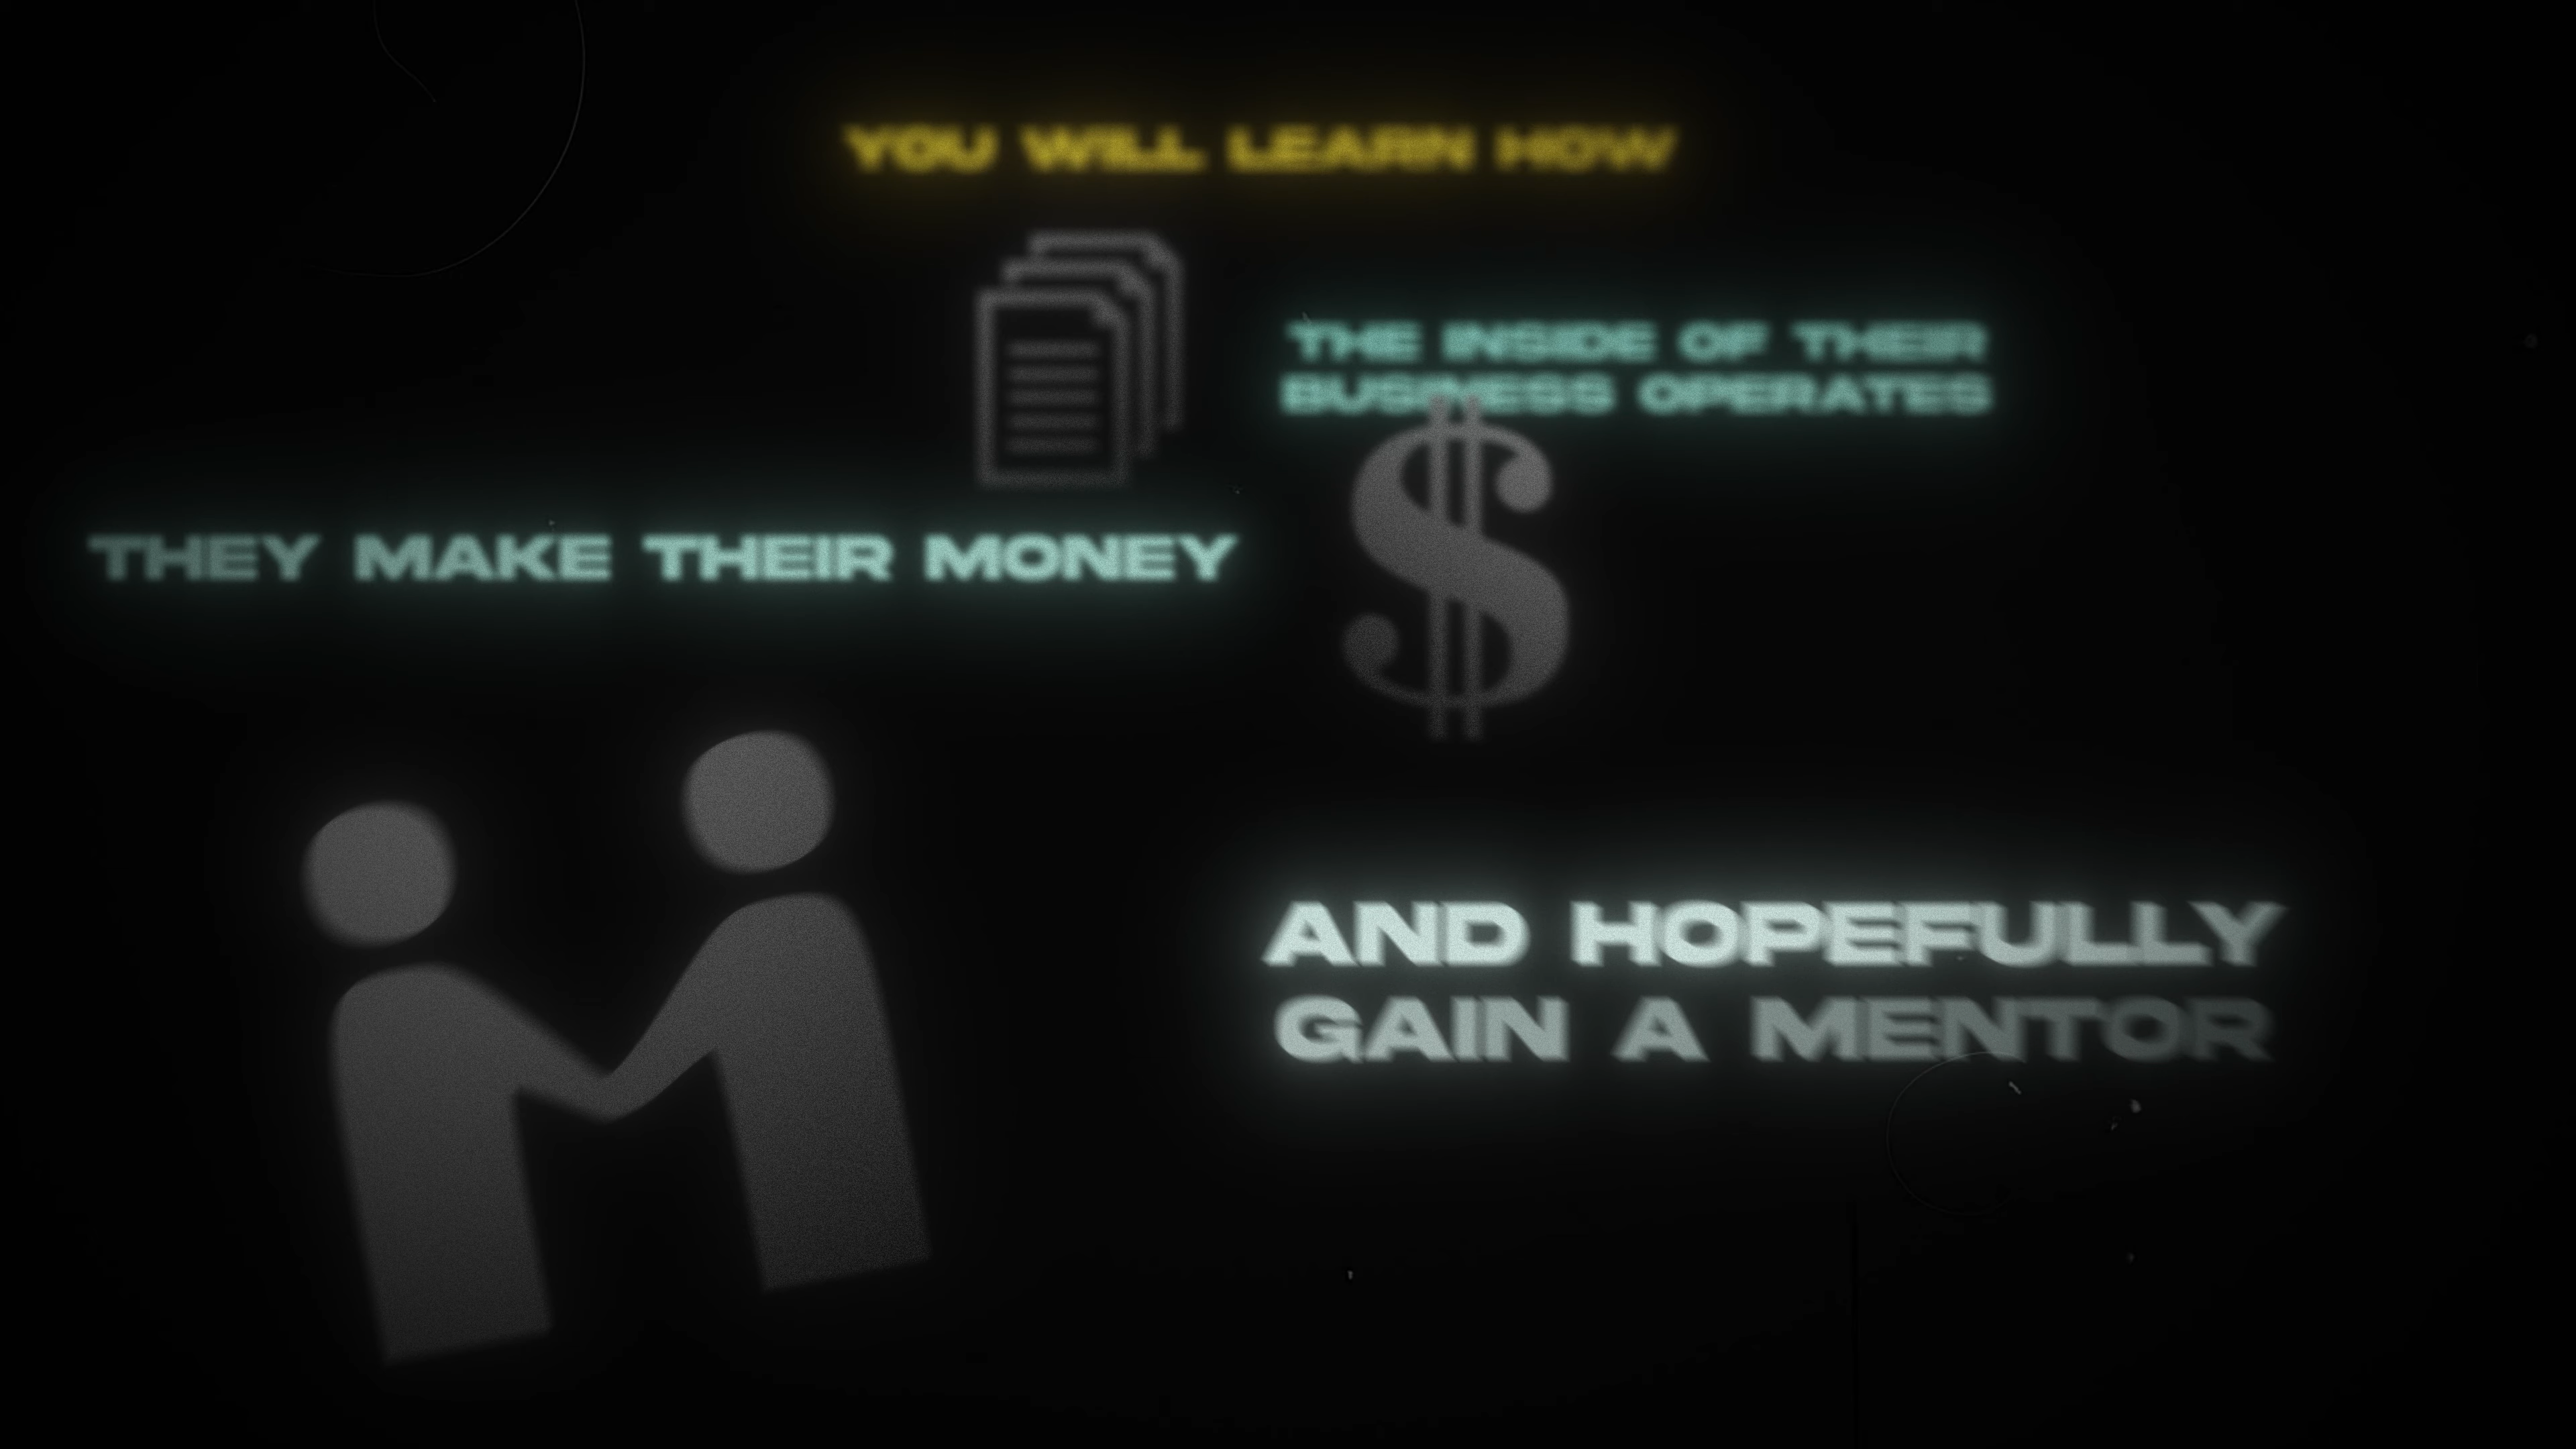 YOU WILL LEARN HOW
THE INSIDE OF THEIR
BUSINESS OPERATES
THEY MAKE THEIR MONEY
$
AND HOPEFULLY
GAIN A MENTOR